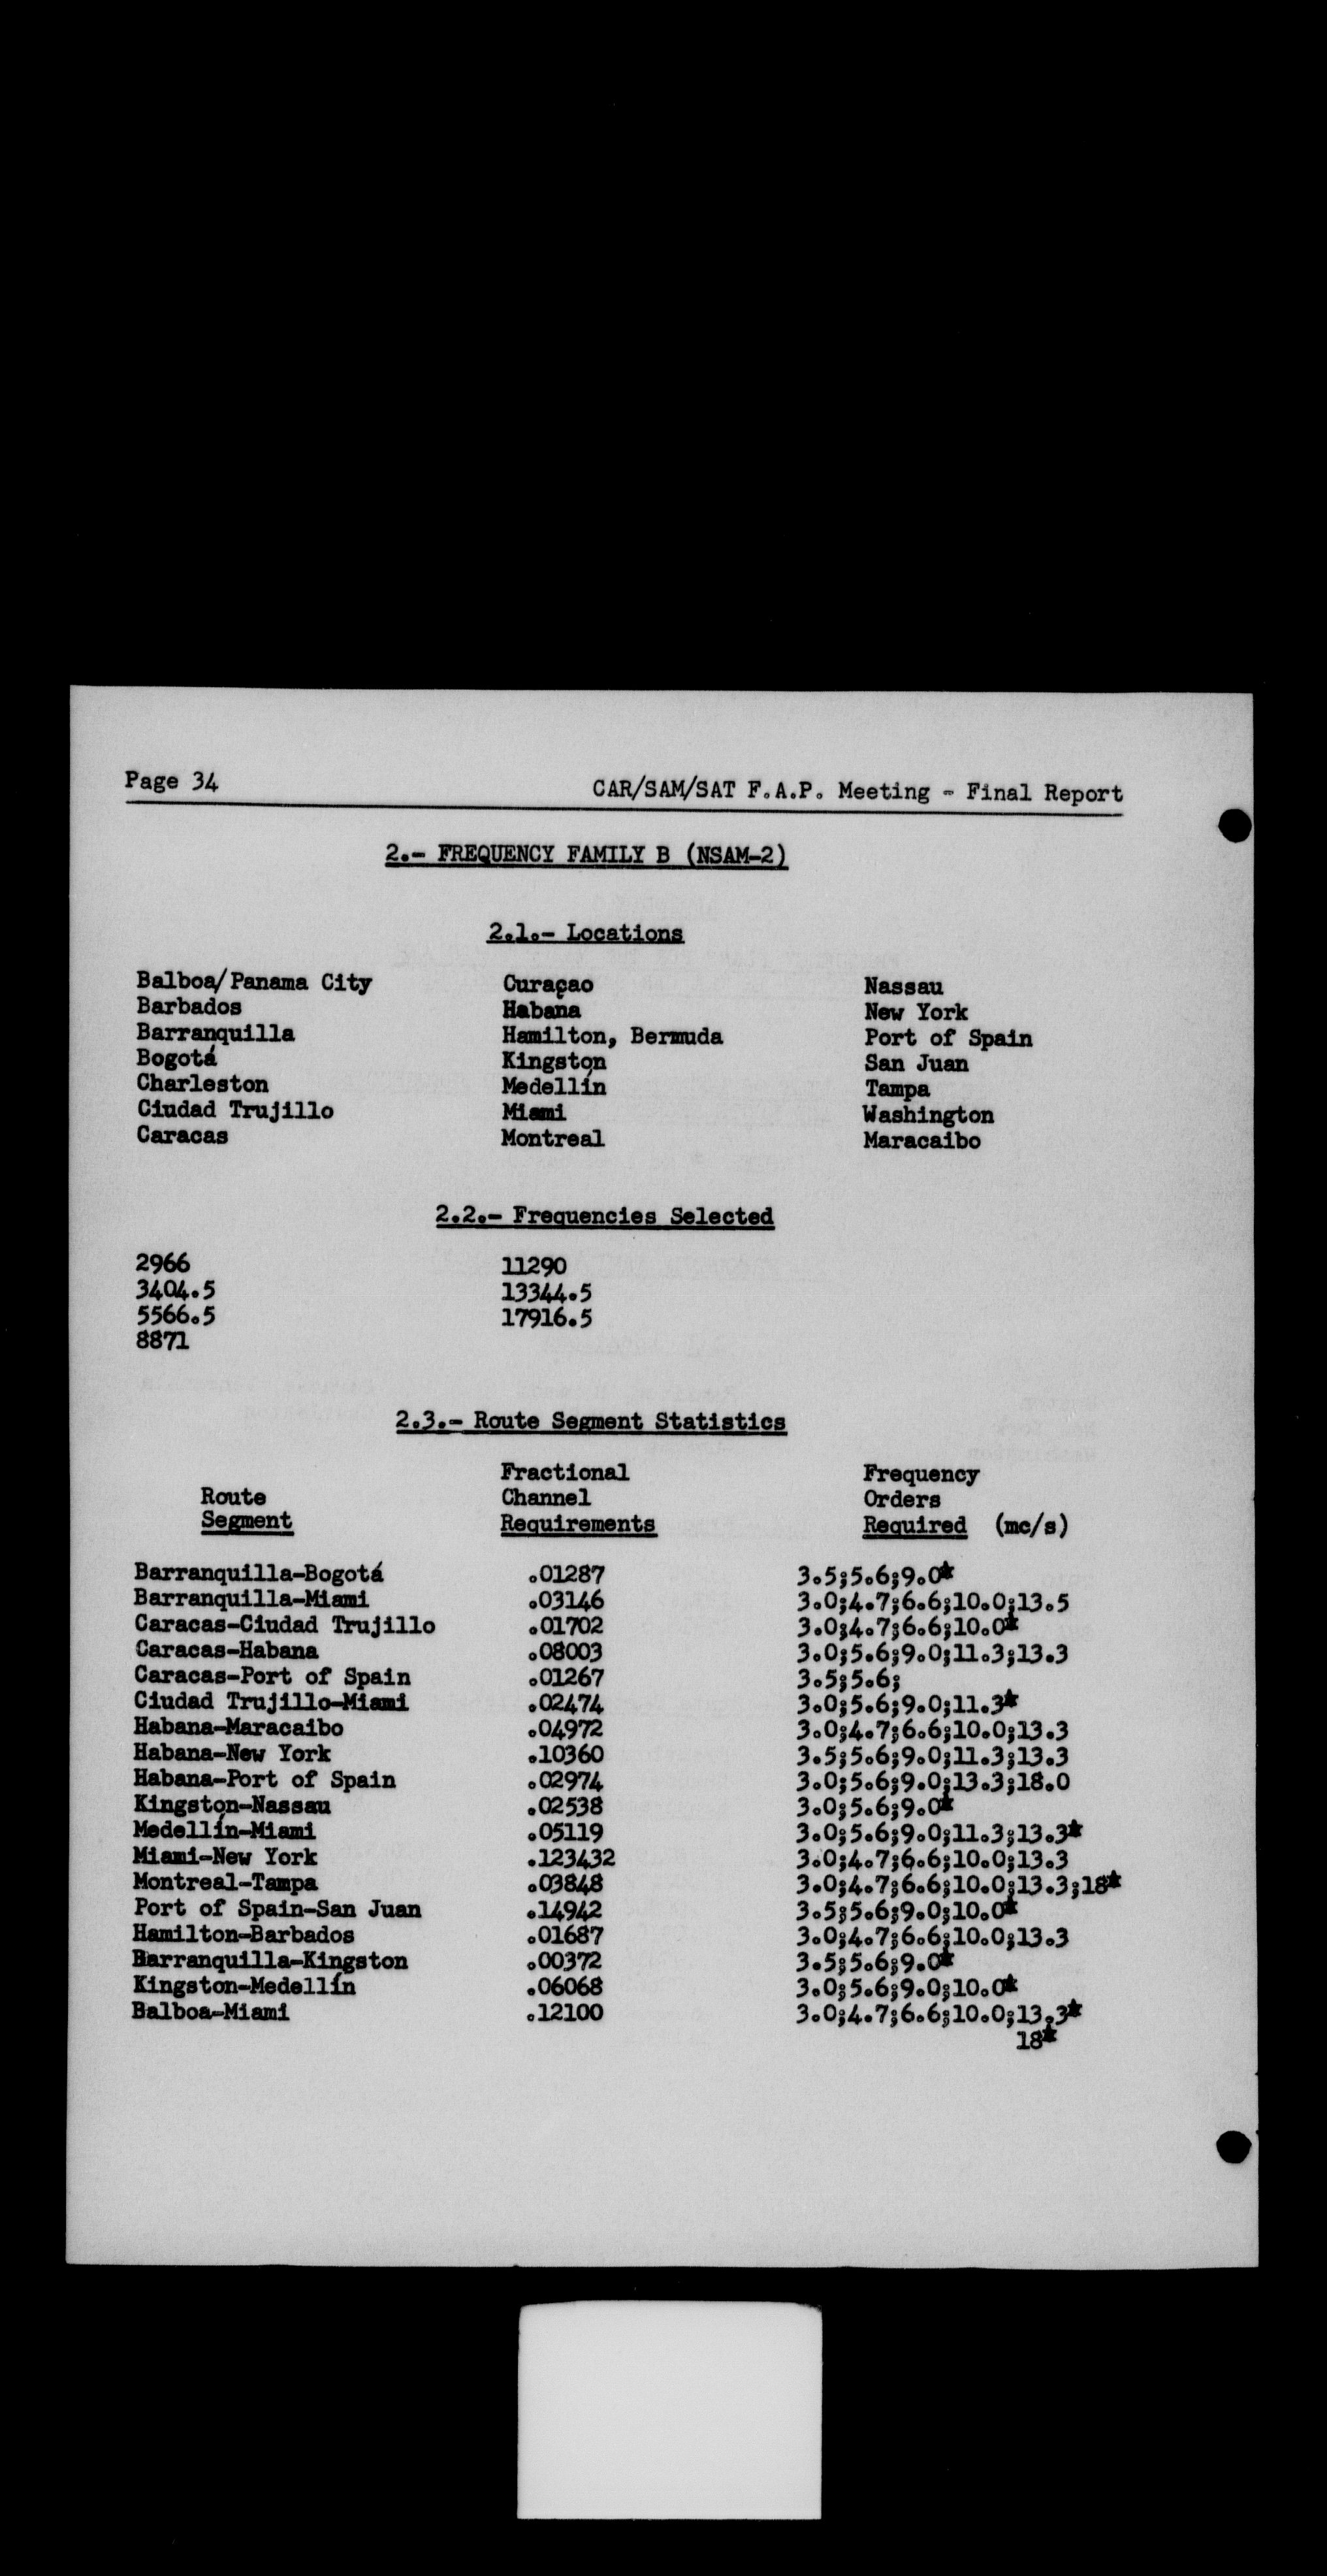 Page 34 CAR/SAM/SAT F.A.P. Meeting - Final Report
2.- FREQUENCY FAMILY B (NSAM-2)
2.1.- Locations
Balboa/Panama City Curaçao Nassau
Barbados Habana New York
Barranquilla Hamilton, Bermuda Port of Spain
Bogotá Kingston San Juan
Charleston Medellín Tampa
Ciudad Trujillo Miami Washington
Caracas Montreal Maracaibo
2.2.- Frequencies Selected
2966 11290
3404.5 13344.5
5566.5 17916.5
8871
2.3.- Route Segment Statistics
Fractional Frequency
Route Channel Orders
Segment Requirements Required (mc/s)
Barranquilla-Bogotá .01287 3.5;5.6;9.0*
Barranquilla-Miami .03146 3.0;4.7;6.6;10.0;13.5
Caracas-Ciudad Trujillo .01702 3.0;4.7;6.6;10.0*
Caracas-Habana .08003 3.0;5.6;9.0;11.3;13.3
Caracas-Port of Spain .01267 3.5;5.6;
Ciudad Trujillo-Miami .02474 3.0;5.6;9.0;11.3*
Habana-Maracaibo .04972 3.0;4.7;6.6;10.0;13.3
Habana-New York .10360 3.5;5.6;9.0;11.3;13.3
Habana-Port of Spain .02974 3.0;5.6;9.0;13.3;18.0
Kingston-Nassau .02538 3.0;5.6;9.0*
Medellín-Miami .05119 3.0;5.6;9.0;11.3;13.3*
Miami-New York .123432 3.0;4.7;6.6;10.0;13.3
Montreal-Tampa .03848 3.0;4.7;6.6;10.0;13.3;18*
Port of Spain-San Juan .14942 3.5;5.6;9.0;10.0*
Hamilton-Barbados .01687 3.0;4.7;6.6;10.0;13.3
Barranquilla-Kingston .00372 3.5;5.6;9.0*
Kingston-Medellín .06068 3.0;5.6;9.0;10.0*
Balboa-Miami .12100 3.0;4.7;6.6;10.0;13.3*
18*